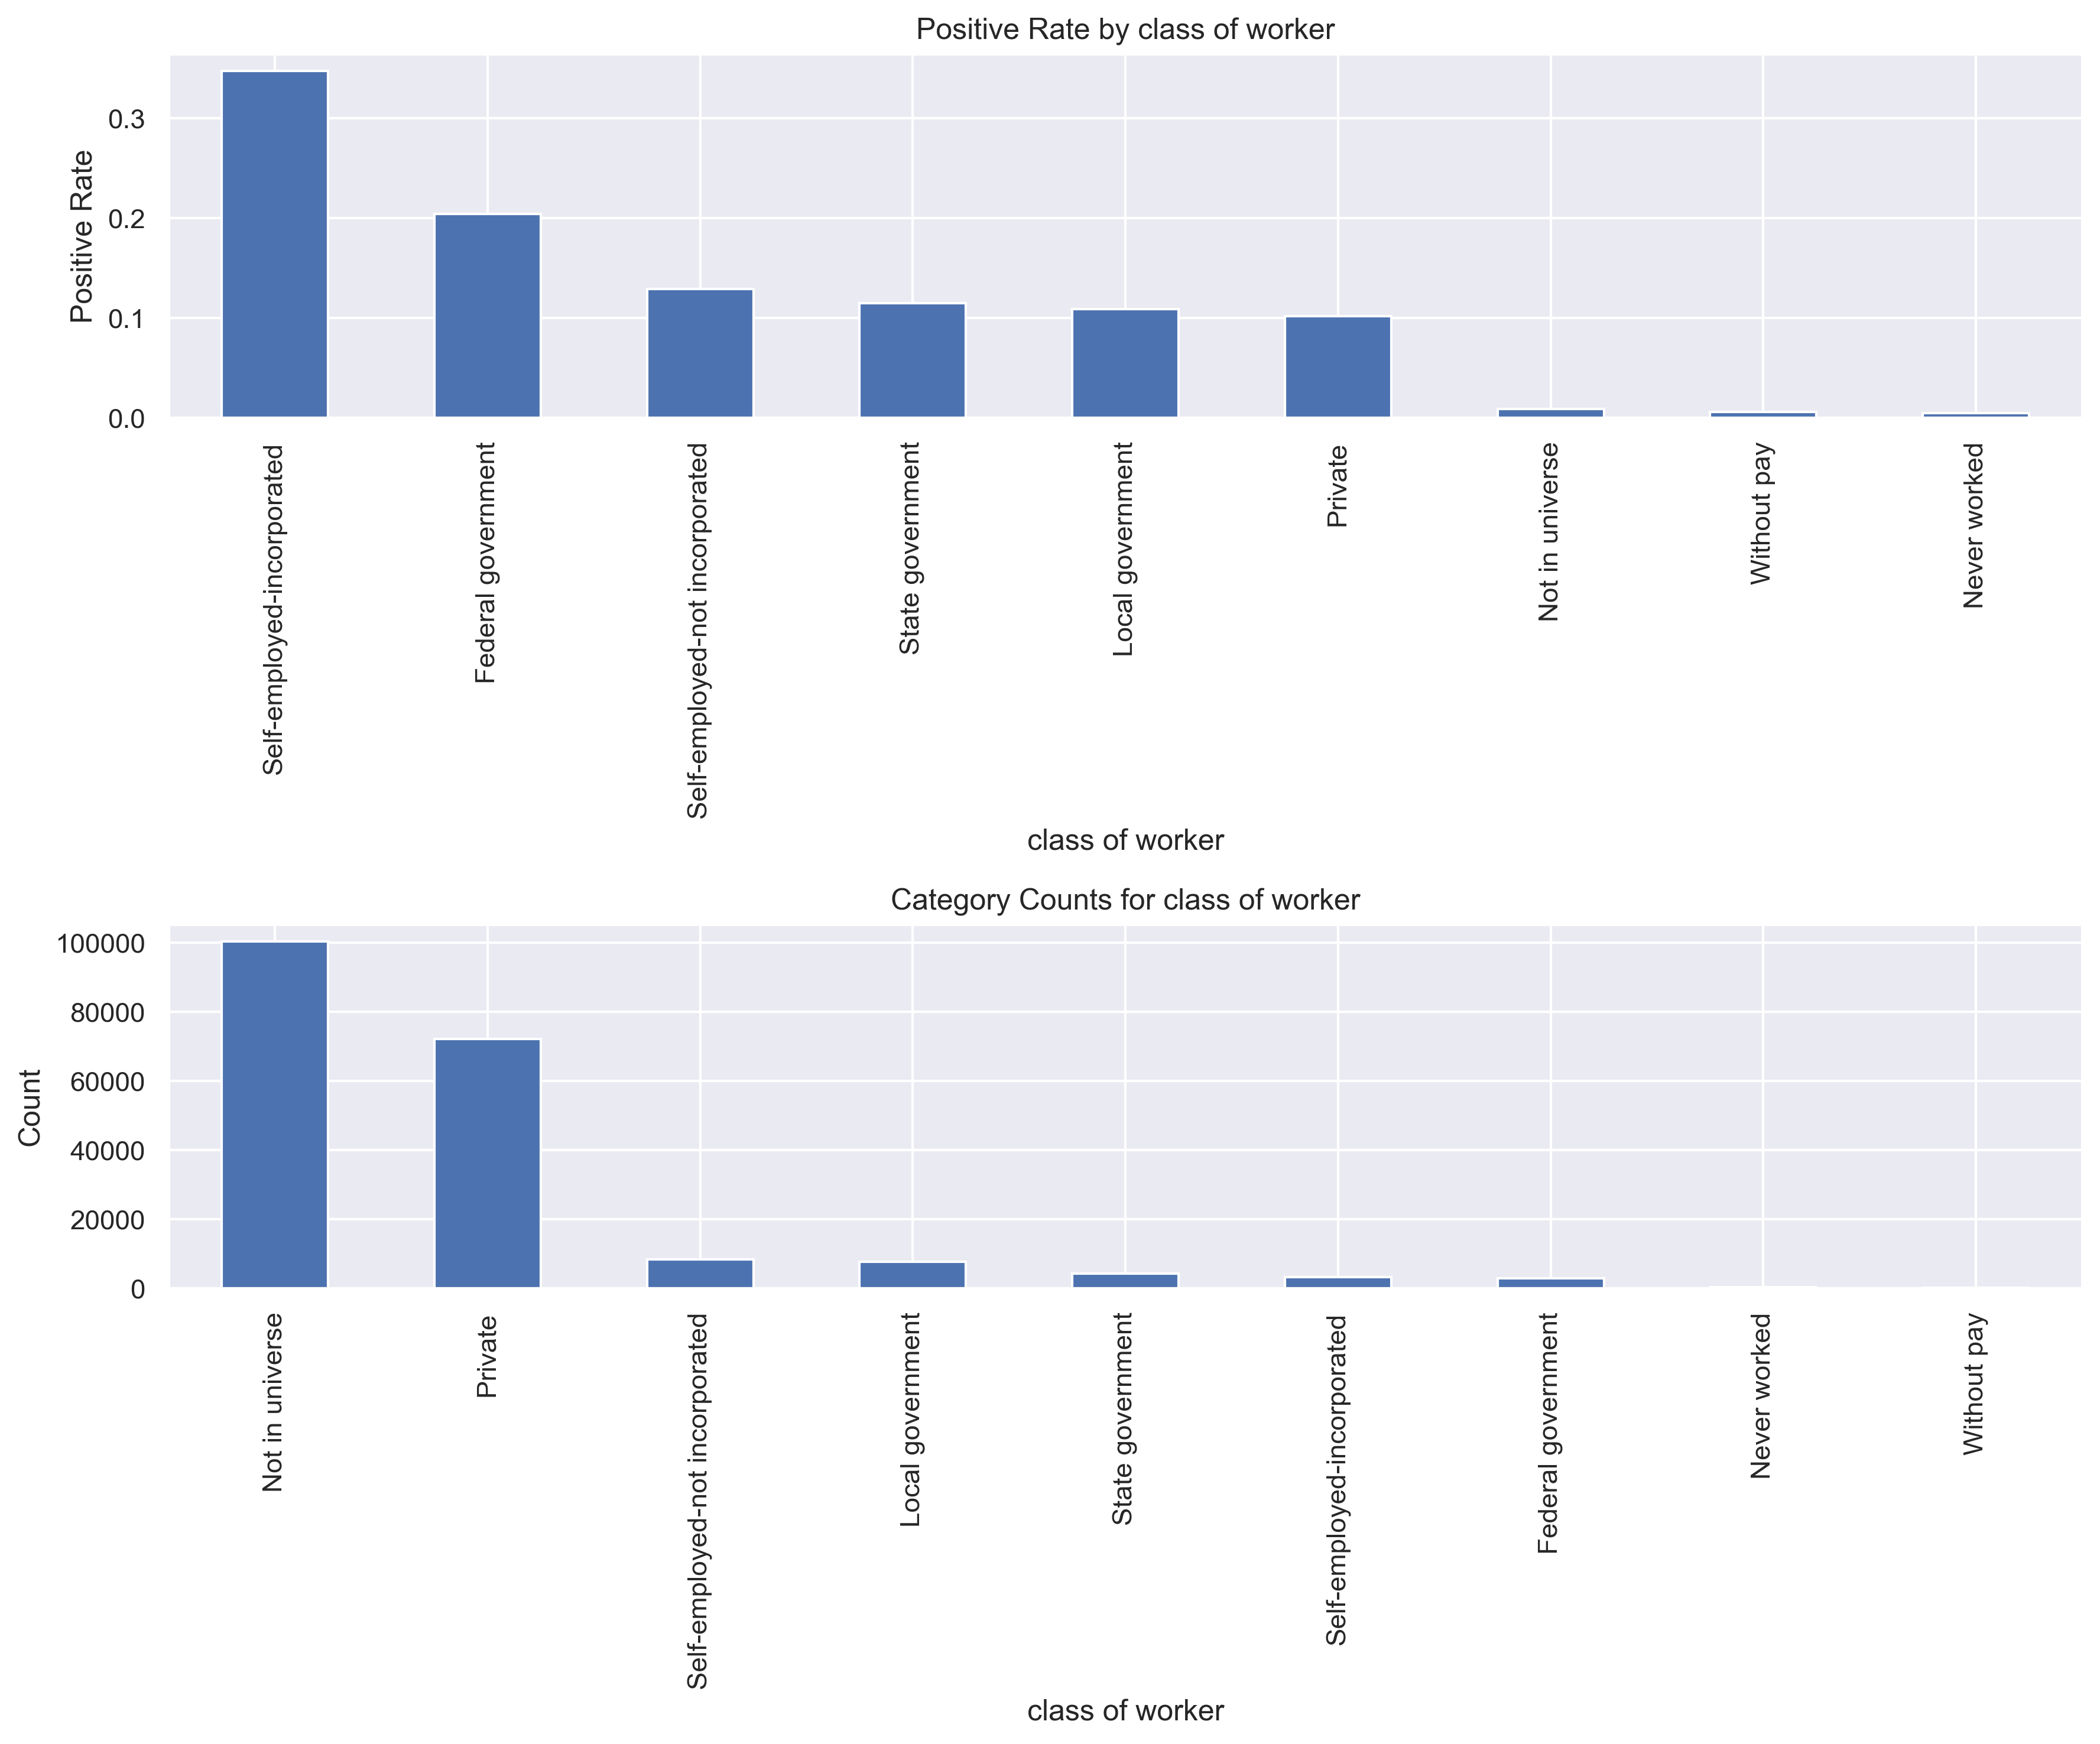 Positive Rate by class of worker
Positive Rate
0.3
0.2
0.1
0.0
Self-employed-incorporated
Federal government
Self-employed-not incorporated
State government
Local government
Private
Not in universe
Without pay
Never worked
class of worker
Category Counts for class of worker
Count
100000
80000
60000
40000
20000
0
Not in universe
Private
Self-employed-not incorporated
Local government
State government
Self-employed-incorporated
Federal government
Never worked
Without pay
class of worker